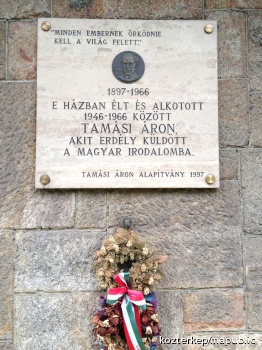 "MINDEN EMBERNEK ŐRKÖDNIE
KELL A VILÁG FELETT."
1897-1966
E HÁZBAN ÉLT ÉS ALKOTOTT
1946-1966 KÖZÖTT
TAMÁSI ÁRON,
AKIT ERDÉLY KÜLDÖTT
A MAGYAR IRODALOMBA.
TAMÁSI ÁRON ALAPÍTVÁNY 1997
kozterkep/mapublic